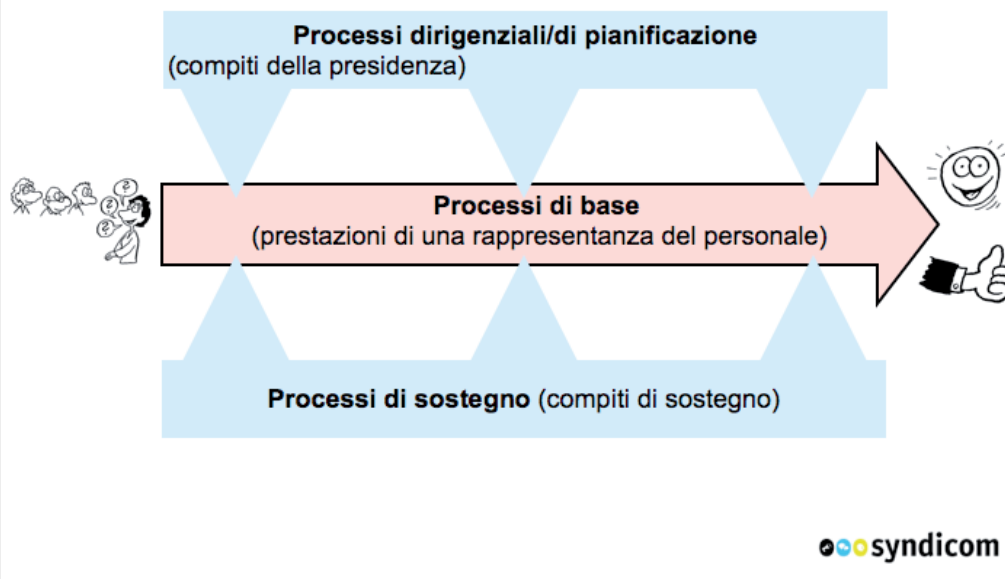 Processi dirigenziali/di pianificazione
(compiti della presidenza)
?
?
?
Processi di base
(prestazioni di una rappresentanza del personale)
Processi di sostegno (compiti di sostegno)
syndicom